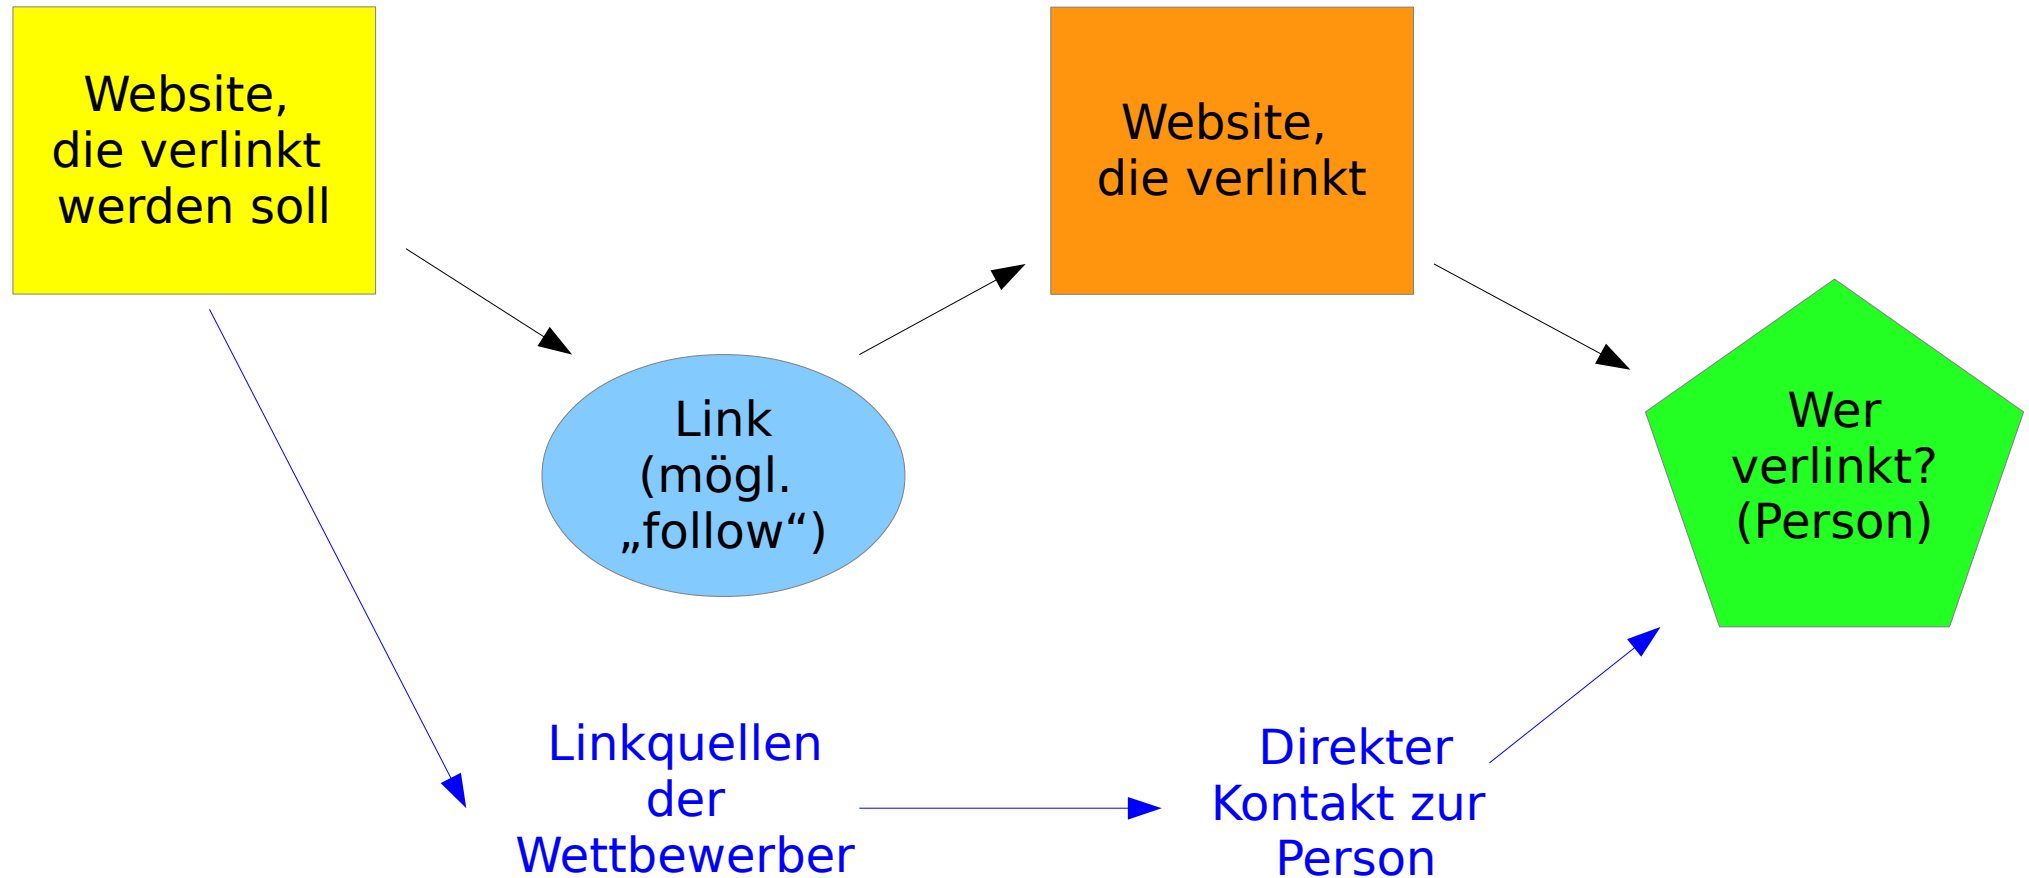 Website,
die verlinkt
werden soll
Website,
die verlinkt
Link
(mögl.
„follow“)
Wer
verlinkt?
(Person)
Linkquellen
der
Wettbewerber
Direkter
Kontakt zur
Person